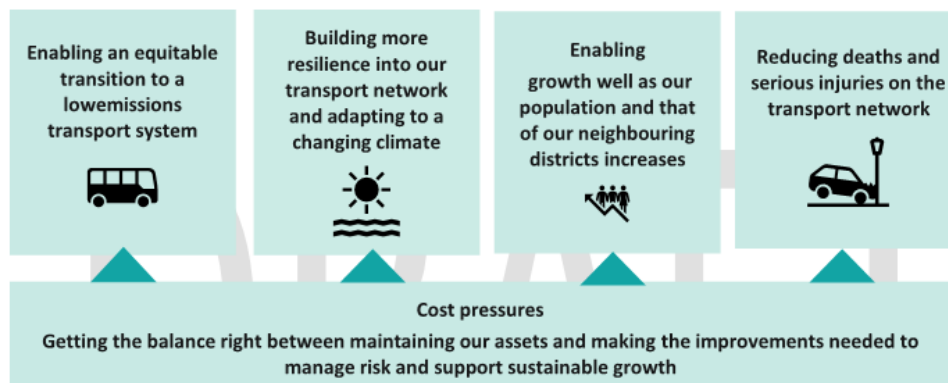 Enabling an equitable
transition to a
lowemissions
transport system
Building more
resilience into our
transport network
and adapting to a
changing climate
Enabling
growth well as our
population and that
of our neighbouring
districts increases
Reducing deaths and
serious injuries on the
transport network
Cost pressures
Getting the balance right between maintaining our assets and making the improvements needed to
manage risk and support sustainable growth